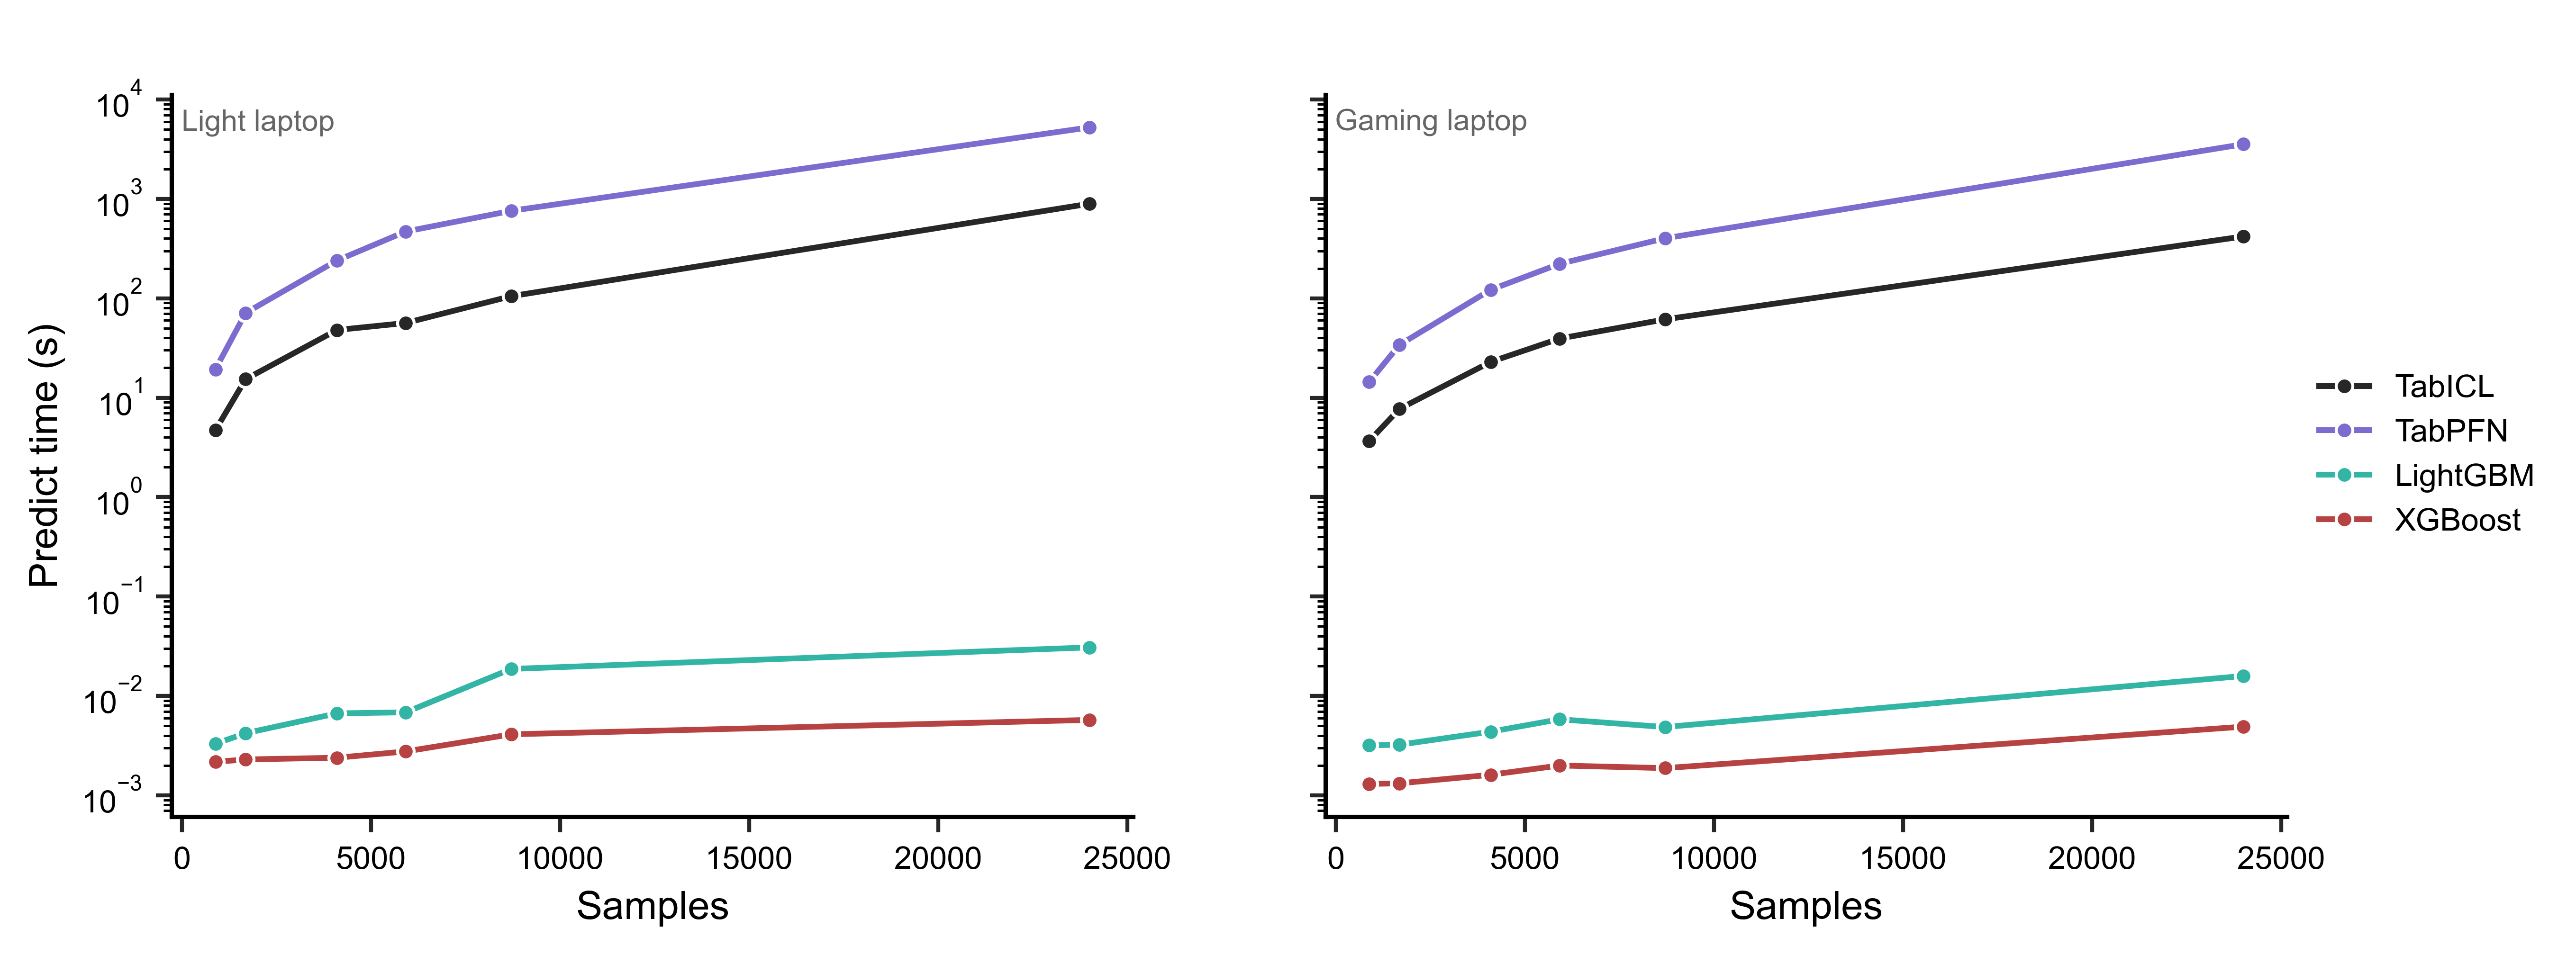 Light laptop
Gaming laptop
Predict time (s)
10^4
10^3
10^2
10^1
10^0
10^−1
10^−2
10^−3
0 5000 10000 15000 20000 25000
Samples
0 5000 10000 15000 20000 25000
Samples
TabICL
TabPFN
LightGBM
XGBoost